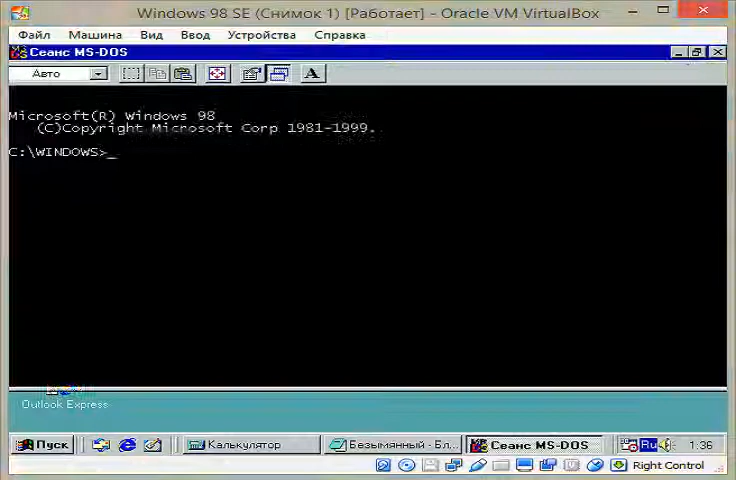 Windows 98 SE (Снимок 1) [Работает] - Oracle VM VirtualBox
Файл Машина Вид Ввод Устройства Справка
Сеанс MS-DOS
Авто
A
Microsoft(R) Windows 98
(C)Copyright Microsoft Corp 1981-1999.
C:\WINDOWS>_
Outlook Express
Пуск Калькулятор Безымянный - Бл... Сеанс MS-DOS Ru 1:36
Right Control